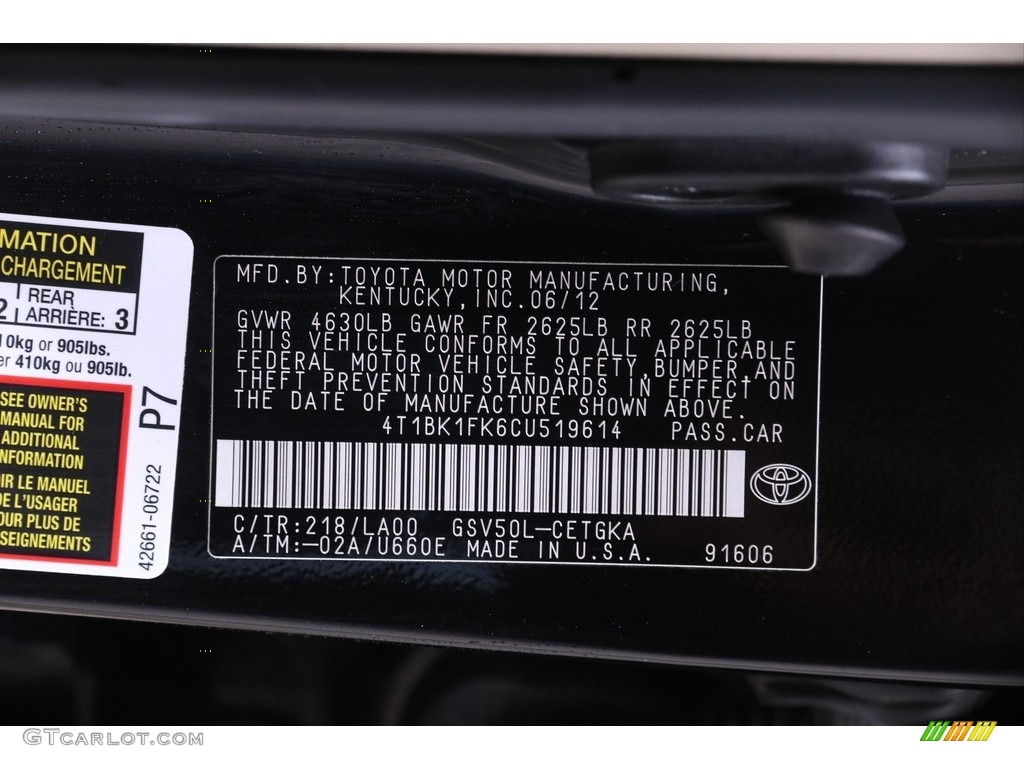 MATION
CHARGEMENT
2 REAR
ARRIÈRE: 3
10kg or 905lbs.
er 410kg ou 905lb.
SEE OWNER'S
MANUAL FOR
ADDITIONAL
INFORMATION
IR LE MANUEL
DE L'USAGER
OUR PLUS DE
SEIGNEMENTS
P7
42661-06722
MFD.BY:TOYOTA MOTOR MANUFACTURING,
KENTUCKY,INC.06/12
GVWR 4630LB GAWR FR 2625LB RR 2625LB
THIS VEHICLE CONFORMS TO ALL APPLICABLE
FEDERAL MOTOR VEHICLE SAFETY,BUMPER,AND
THEFT PREVENTION STANDARDS IN EFFECT ON
THE DATE OF MANUFACTURE SHOWN ABOVE.
4T1BK1FK6CU519614 PASS.CAR
C/TR:218/LA00 GSV50L-CETGKA
A/TM:-02A/U660E MADE IN U.S.A. 91606
GTcarlot.com